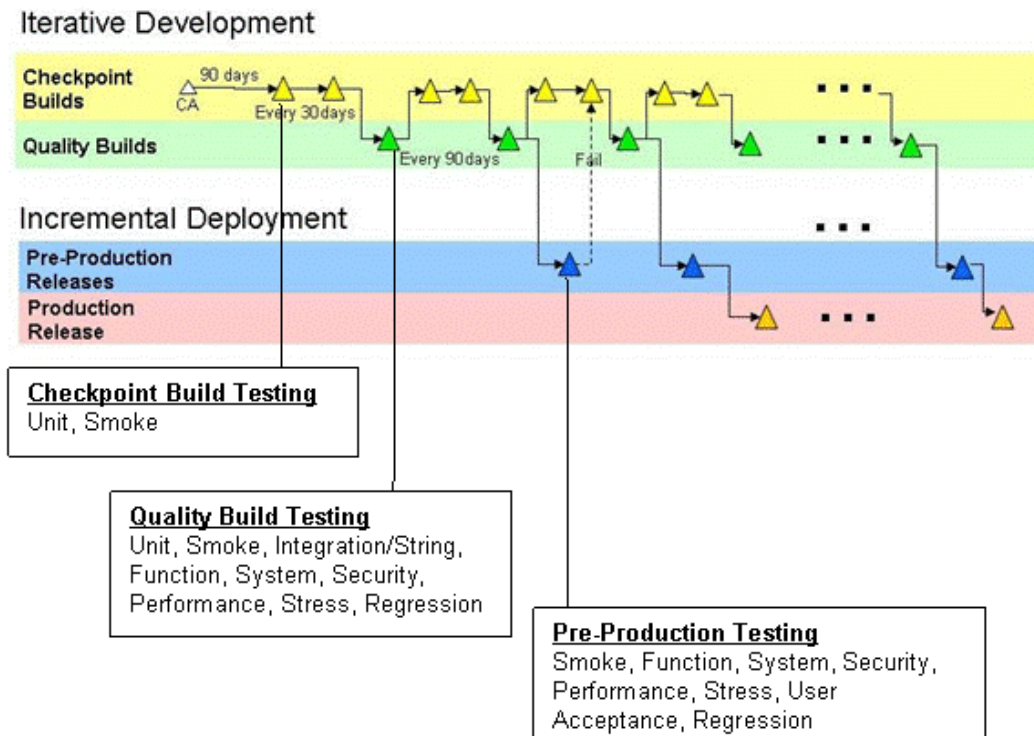 Iterative Development
Checkpoint
Builds
90 days
CA
Every 30days
Quality Builds
Every 90days
Fail
Incremental Deployment
Pre-Production
Releases
Production
Release
Checkpoint Build Testing
Unit, Smoke
Quality Build Testing
Unit, Smoke, Integration/String,
Function, System, Security,
Performance, Stress, Regression
Pre-Production Testing
Smoke, Function, System, Security,
Performance, Stress, User
Acceptance, Regression